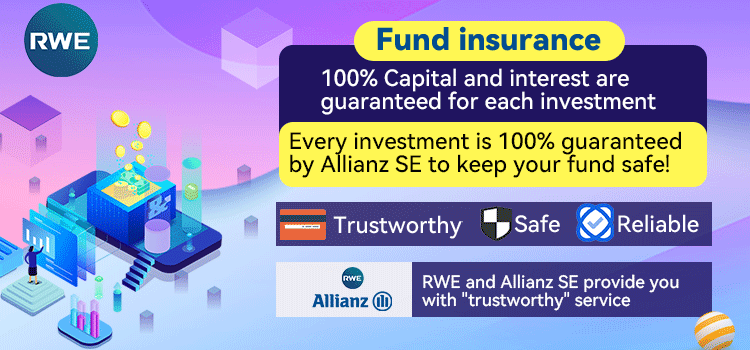 RWE
Fund insurance
100% Capital and interest are
guaranteed for each investment
Every investment is 100% guaranteed
by Allianz SE to keep your fund safe!
Trustworthy
Safe
Reliable
RWE
Allianz
RWE and Allianz SE provide you
with "trustworthy" service